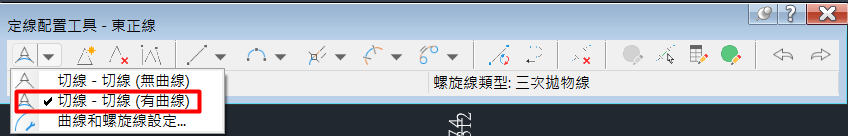 定線配置工具 - 東正線
切線 - 切線 (無曲線)
螺旋線類型: 三次拋物線
切線 - 切線 (有曲線)
曲線和螺旋線設定...